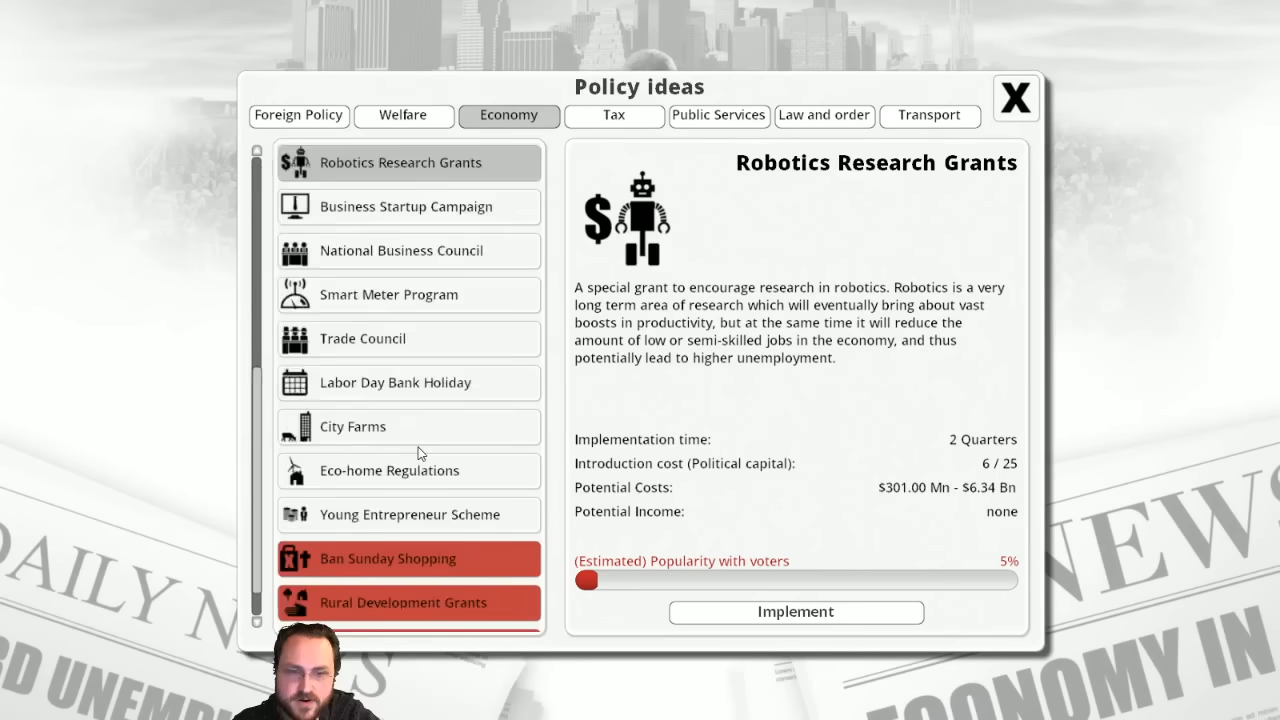 Policy ideas
X
Foreign Policy
Welfare
Economy
Tax
Public Services
Law and order
Transport
Robotics Research Grants
Business Startup Campaign
National Business Council
Smart Meter Program
Trade Council
Labor Day Bank Holiday
City Farms
Eco-home Regulations
Young Entrepreneur Scheme
Ban Sunday Shopping
Rural Development Grants
Robotics Research Grants
$
A special grant to encourage research in robotics. Robotics is a very
long term area of research which will eventually bring about vast
boosts in productivity, but at the same time it will reduce the
amount of low or semi-skilled jobs in the economy, and thus
potentially lead to higher unemployment.
Implementation time: 2 Quarters
Introduction cost (Political capital): 6 / 25
Potential Costs: $301.00 Mn - $6.34 Bn
Potential Income: none
(Estimated) Popularity with voters 5%
Implement
DAILY N
NEWS
ECONOMY IN